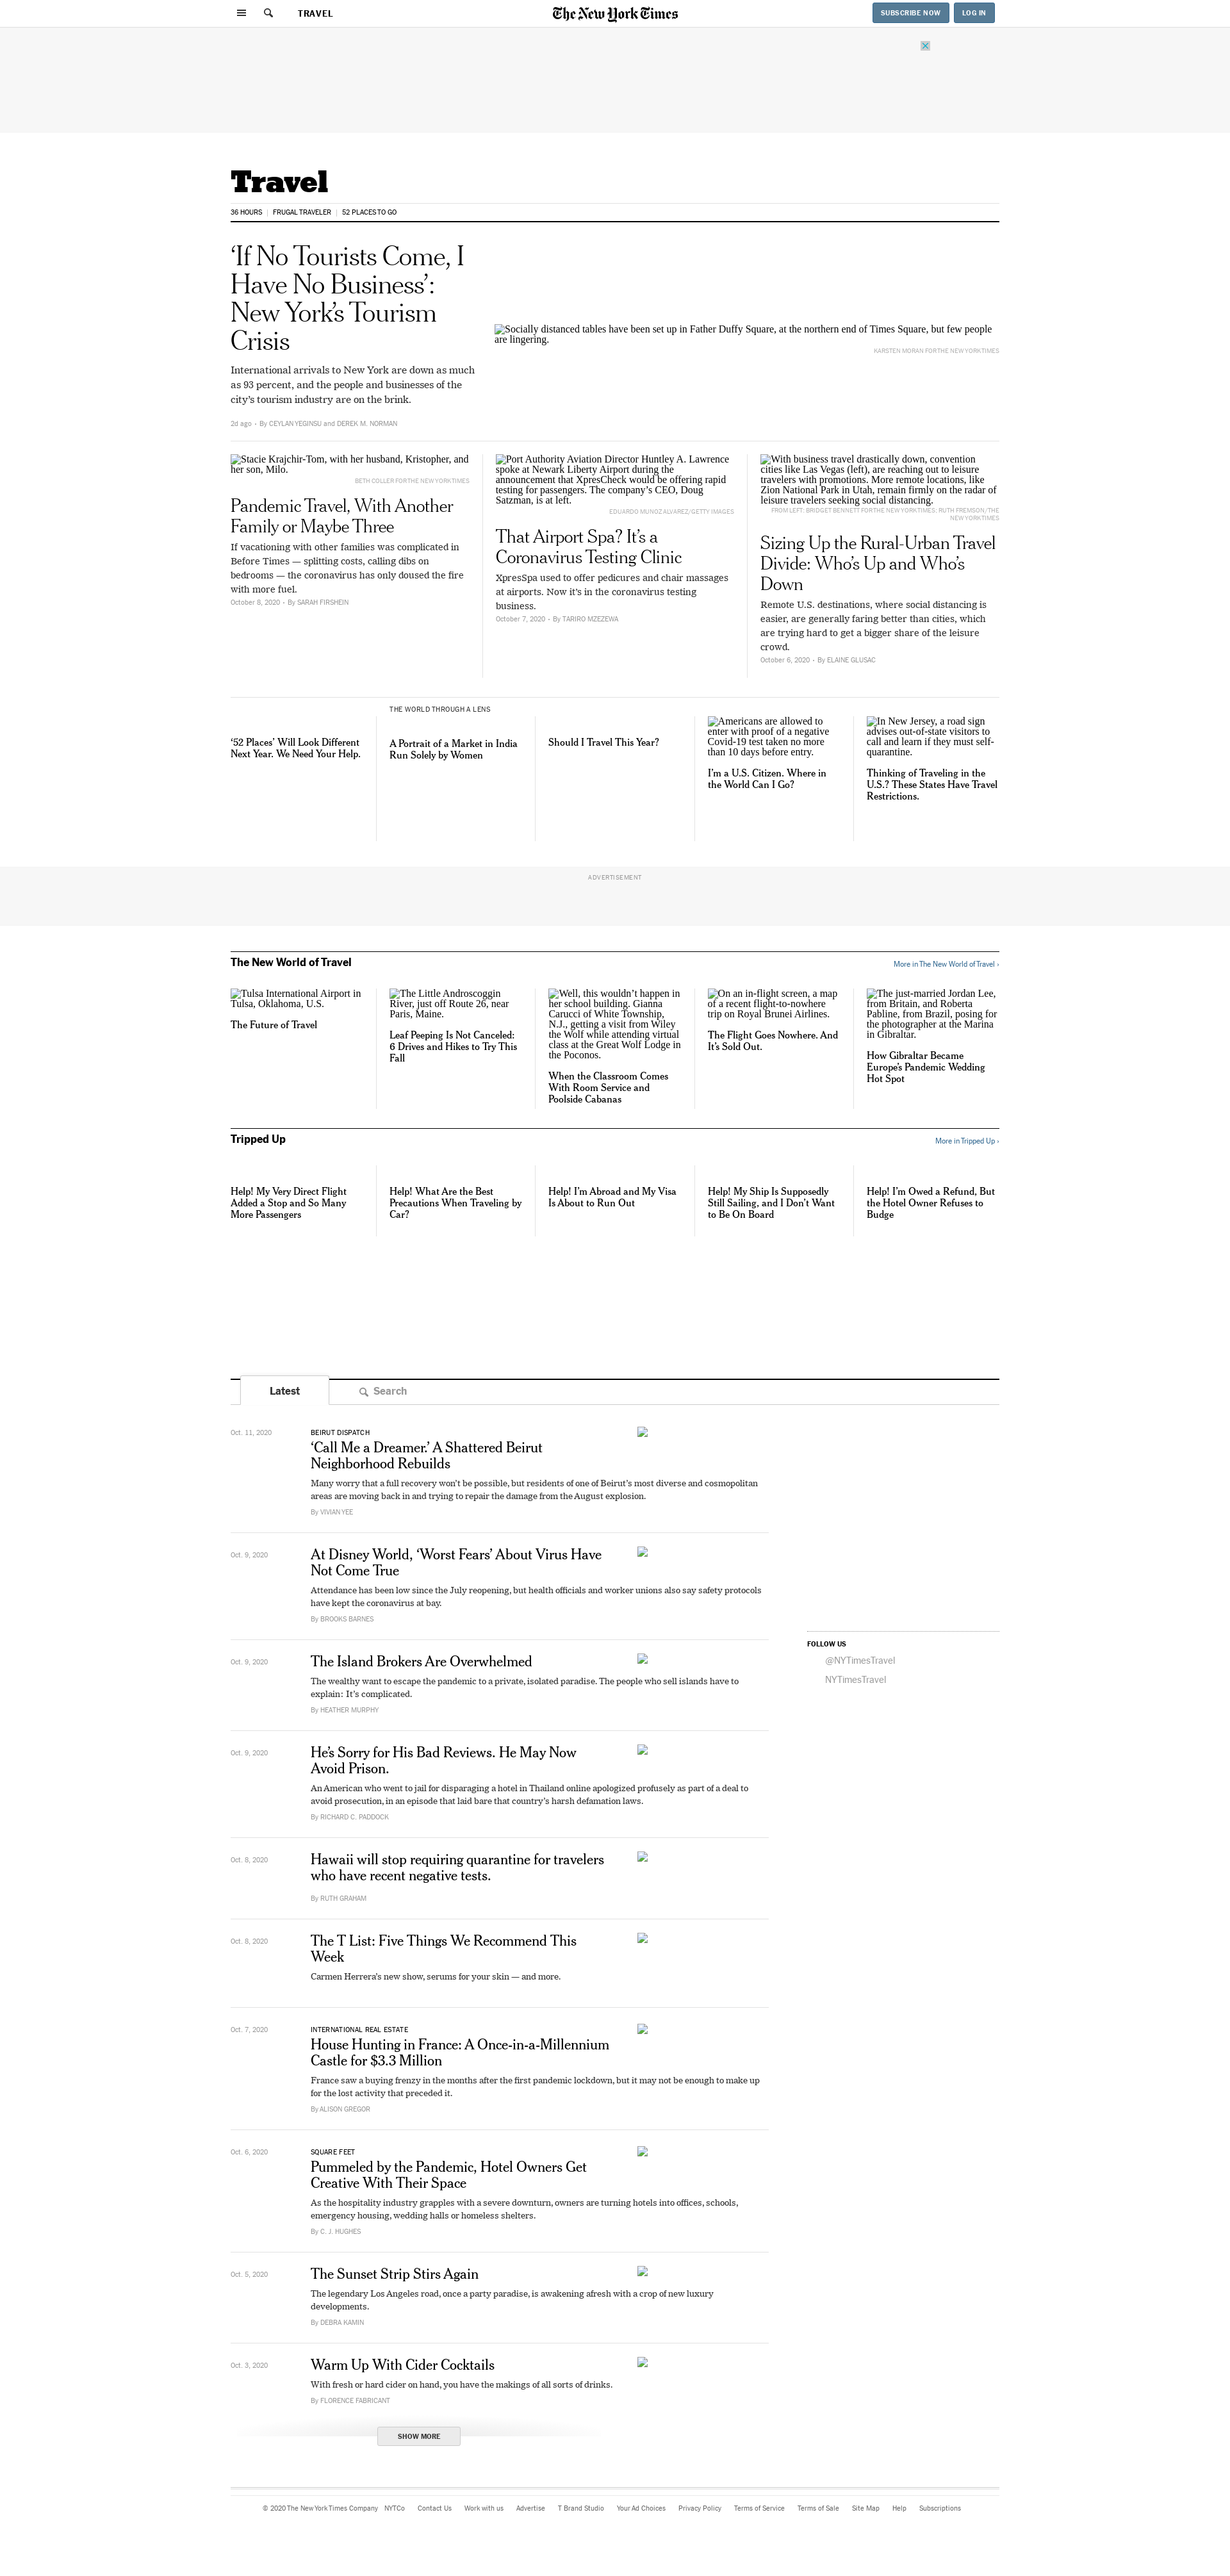 TRAVEL
The New York Times
SUBSCRIBE NOW
LOG IN
Travel
36 HOURS | FRUGAL TRAVELER | 52 PLACES TO GO
‘If No Tourists Come, I
Have No Business’:
New York’s Tourism
Crisis
International arrivals to New York are down as much
as 93 percent, and the people and businesses of the
city’s tourism industry are on the brink.
2d ago • By CEYLAN YEGINSU and DEREK M. NORMAN
Socially distanced tables have been set up in Father Duffy Square, at the northern end of Times Square, but few people
are lingering.
KARSTEN MORAN FOR THE NEW YORK TIMES
Stacie Krajchir-Tom, with her husband, Kristopher, and
her son, Milo.
BETH COLLER FOR THE NEW YORK TIMES
Pandemic Travel, With Another
Family or Maybe Three
If vacationing with other families was complicated in
Before Times — splitting costs, calling dibs on
bedrooms — the coronavirus has only doused the fire
with more fuel.
October 8, 2020 • By SARAH FIRSHEIN
Port Authority Aviation Director Huntley A. Lawrence
spoke at Newark Liberty Airport during the
announcement that XpresCheck would be offering rapid
testing for passengers. The company’s CEO, Doug
Satzman, is at left.
EDUARDO MUNOZ ALVAREZ/GETTY IMAGES
That Airport Spa? It’s a
Coronavirus Testing Clinic
XpresSpa used to offer pedicures and chair massages
at airports. Now it’s in the coronavirus testing
business.
October 7, 2020 • By TARIRO MZEZEWA
With business travel drastically down, convention
cities like Las Vegas (left), are reaching out to leisure
travelers with promotions. More remote locations, like
Zion National Park in Utah, remain firmly on the radar of
leisure travelers seeking social distancing.
FROM LEFT: BRIDGET BENNETT FOR THE NEW YORK TIMES; RUTH FREMSON/THE
NEW YORK TIMES
Sizing Up the Rural-Urban Travel
Divide: Who’s Up and Who’s
Down
Remote U.S. destinations, where social distancing is
easier, are generally faring better than cities, which
are trying hard to get a bigger share of the leisure
crowd.
October 6, 2020 • By ELAINE GLUSAC
‘52 Places’ Will Look Different
Next Year. We Need Your Help.
THE WORLD THROUGH A LENS
A Portrait of a Market in India
Run Solely by Women
Should I Travel This Year?
Americans are allowed to
enter with proof of a negative
Covid-19 test taken no more
than 10 days before entry.
I’m a U.S. Citizen. Where in
the World Can I Go?
In New Jersey, a road sign
advises out-of-state visitors to
call and learn if they must self-
quarantine.
Thinking of Traveling in the
U.S.? These States Have Travel
Restrictions.
ADVERTISEMENT
The New World of Travel
More in The New World of Travel ›
Tulsa International Airport in
Tulsa, Oklahoma, U.S.
The Future of Travel
The Little Androscoggin
River, just off Route 26, near
Paris, Maine.
Leaf Peeping Is Not Canceled:
6 Drives and Hikes to Try This
Fall
Well, this wouldn’t happen in
her school building. Gianna
Carucci of White Township,
N.J., getting a visit from Wiley
the Wolf while attending virtual
class at the Great Wolf Lodge in
the Poconos.
When the Classroom Comes
With Room Service and
Poolside Cabanas
On an in-flight screen, a map
of a recent flight-to-nowhere
trip on Royal Brunei Airlines.
The Flight Goes Nowhere. And
It’s Sold Out.
The just-married Jordan Lee,
from Britain, and Roberta
Pabline, from Brazil, posing for
the photographer at the Marina
in Gibraltar.
How Gibraltar Became
Europe’s Pandemic Wedding
Hot Spot
Tripped Up
More in Tripped Up ›
Help! My Very Direct Flight
Added a Stop and So Many
More Passengers
Help! What Are the Best
Precautions When Traveling by
Car?
Help! I’m Abroad and My Visa
Is About to Run Out
Help! My Ship Is Supposedly
Still Sailing, and I Don’t Want
to Be On Board
Help! I’m Owed a Refund, But
the Hotel Owner Refuses to
Budge
Latest
Search
Oct. 11, 2020
BEIRUT DISPATCH
‘Call Me a Dreamer.’ A Shattered Beirut
Neighborhood Rebuilds
Many worry that a full recovery won’t be possible, but residents of one of Beirut’s most diverse and cosmopolitan
areas are moving back in and trying to repair the damage from the August explosion.
By VIVIAN YEE
Oct. 9, 2020
At Disney World, ‘Worst Fears’ About Virus Have
Not Come True
Attendance has been low since the July reopening, but health officials and worker unions also say safety protocols
have kept the coronavirus at bay.
By BROOKS BARNES
Oct. 9, 2020
The Island Brokers Are Overwhelmed
The wealthy want to escape the pandemic to a private, isolated paradise. The people who sell islands have to
explain: It’s complicated.
By HEATHER MURPHY
Oct. 9, 2020
He’s Sorry for His Bad Reviews. He May Now
Avoid Prison.
An American who went to jail for disparaging a hotel in Thailand online apologized profusely as part of a deal to
avoid prosecution, in an episode that laid bare that country’s harsh defamation laws.
By RICHARD C. PADDOCK
Oct. 8, 2020
Hawaii will stop requiring quarantine for travelers
who have recent negative tests.
By RUTH GRAHAM
Oct. 8, 2020
The T List: Five Things We Recommend This
Week
Carmen Herrera’s new show, serums for your skin — and more.
Oct. 7, 2020
INTERNATIONAL REAL ESTATE
House Hunting in France: A Once-in-a-Millennium
Castle for $3.3 Million
France saw a buying frenzy in the months after the first pandemic lockdown, but it may not be enough to make up
for the lost activity that preceded it.
By ALISON GREGOR
Oct. 6, 2020
SQUARE FEET
Pummeled by the Pandemic, Hotel Owners Get
Creative With Their Space
As the hospitality industry grapples with a severe downturn, owners are turning hotels into offices, schools,
emergency housing, wedding halls or homeless shelters.
By C. J. HUGHES
Oct. 5, 2020
The Sunset Strip Stirs Again
The legendary Los Angeles road, once a party paradise, is awakening afresh with a crop of new luxury
developments.
By DEBRA KAMIN
Oct. 3, 2020
Warm Up With Cider Cocktails
With fresh or hard cider on hand, you have the makings of all sorts of drinks.
By FLORENCE FABRICANT
SHOW MORE
FOLLOW US
@NYTimesTravel
NYTimesTravel
© 2020 The New York Times Company NYTCo Contact Us Work with us Advertise T Brand Studio Your Ad Choices Privacy Policy Terms of Service Terms of Sale Site Map Help Subscriptions